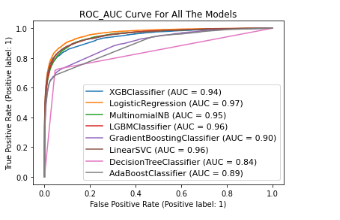 ROC_AUC Curve For All The Models
1.0
0.8
0.6
0.4
0.2
0.0
True Positive Rate (Positive label: 1)
XGBClassifier (AUC = 0.94)
LogisticRegression (AUC = 0.97)
MultinomialNB (AUC = 0.95)
LGBMClassifier (AUC = 0.96)
GradientBoostingClassifier (AUC = 0.90)
LinearSVC (AUC = 0.96)
DecisionTreeClassifier (AUC = 0.84)
AdaBoostClassifier (AUC = 0.89)
0.0 0.2 0.4 0.6 0.8 1.0
False Positive Rate (Positive label: 1)